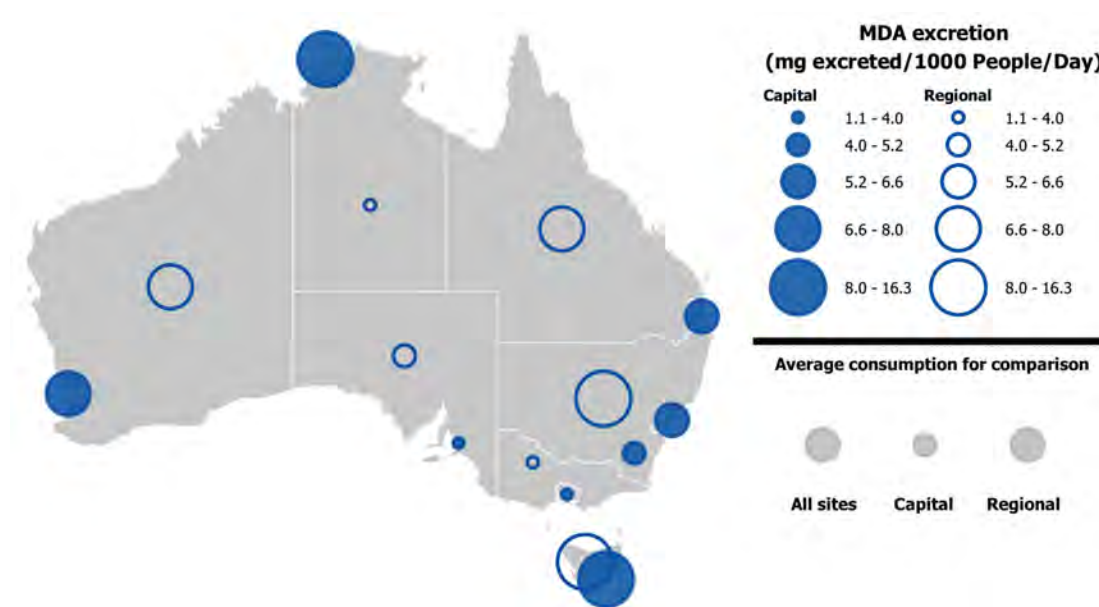 MDA excretion
(mg excreted/1000 People/Day)
Capital Regional
1.1 - 4.0 1.1 - 4.0
4.0 - 5.2 4.0 - 5.2
5.2 - 6.6 5.2 - 6.6
6.6 - 8.0 6.6 - 8.0
8.0 - 16.3 8.0 - 16.3
Average consumption for comparison
All sites Capital Regional